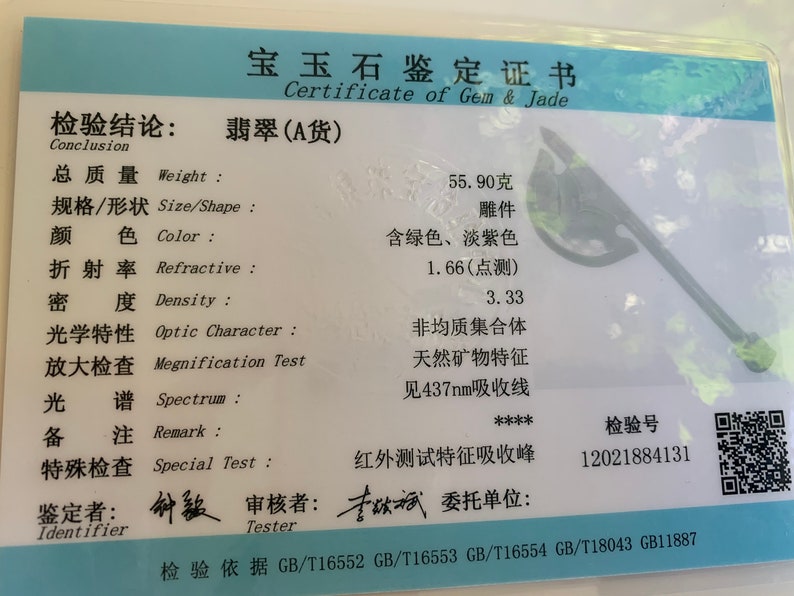 宝玉石鉴定证书
Certificate of Gem & Jade
检验结论: 翡翠(A货)
Conclusion
总质量 Weight : 55.90克
规格/形状 Size/Shape : 雕件
颜色 Color : 含绿色、淡紫色
折射率 Refractive : 1.66(点测)
密度 Density : 3.33
光学特性 Optic Character : 非均质集合体
放大检查 Megnification Test 天然矿物特征
光谱 Spectrum : 见437nm吸收线
备注 Remark : ****
特殊检查 Special Test : 红外测试特征吸收峰
检验号
12021884131
鉴定者: 审核者: 委托单位:
Identifier Tester
检验依据 GB/T16552 GB/T16553 GB/T16554 GB/T18043 GB11887